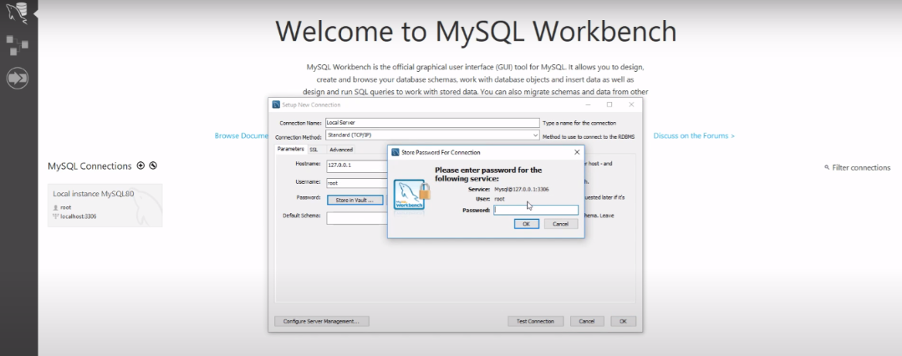 Welcome to MySQL Workbench
MySQL Workbench is the official graphical user interface (GUI) tool for MySQL. It allows you to design,
create and browse your database schemas, work with database objects and insert data as well as
design and run SQL queries to work with stored data. You can also migrate schemas and data from other
Browse Docume
Discuss on the Forums >
MySQL Connections
Filter connections
Local instance MySQL80
root
localhost:3306
Setup New Connection
Connection Name: Local Server Type a name for the connection
Connection Method: Standard (TCP/IP) Method to use to connect to the RDBMS
Parameters SSL Advanced
Hostname: 127.0.0.1 host - and
Username: root
Password: Store in Vault ... uested later if it's
Default Schema: hema. Leave
Configure Server Management... Test Connection Cancel OK
Store Password For Connection
Please enter password for the
following service:
Service: Mysql@127.0.0.1:3306
User: root
Password:
OK Cancel
MySQL
Workbench